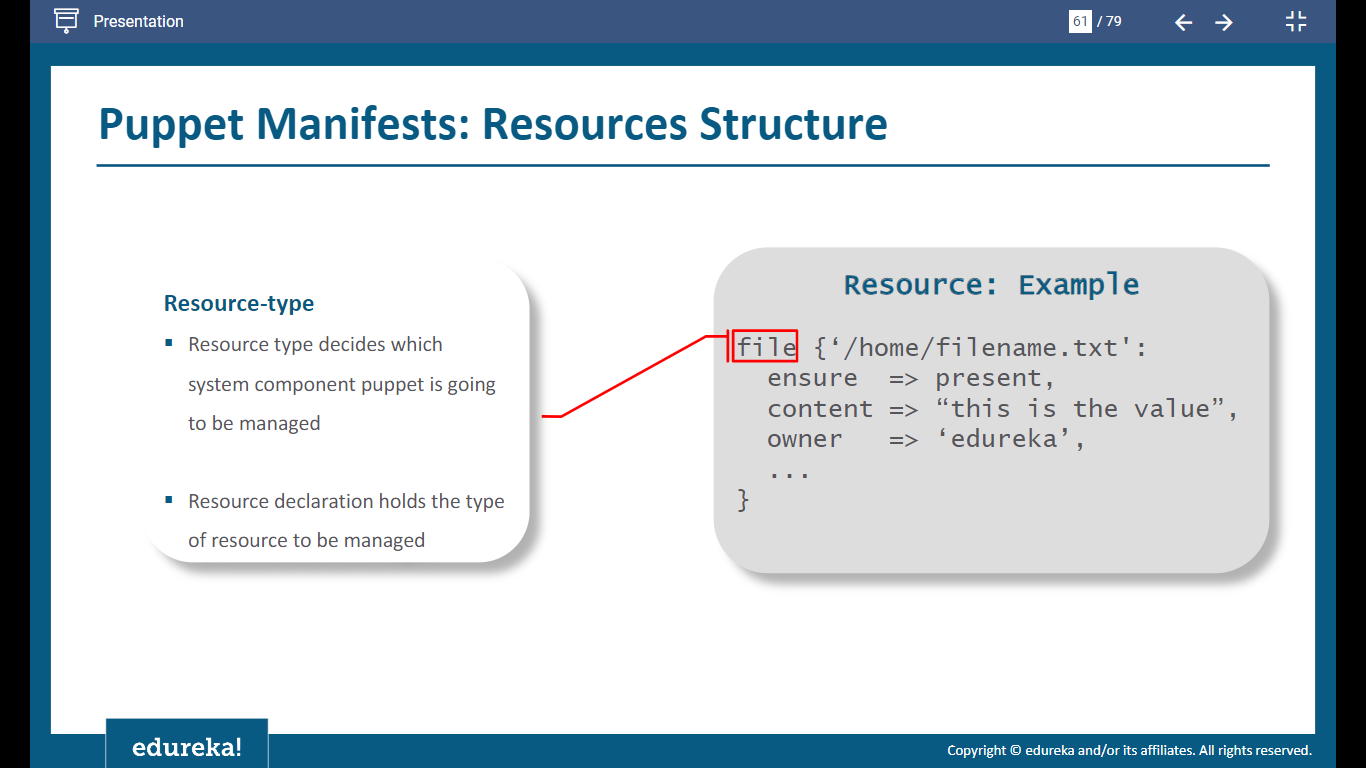 Presentation
61 / 79
Puppet Manifests: Resources Structure
Resource-type
▪ Resource type decides which
system component puppet is going
to be managed
▪ Resource declaration holds the type
of resource to be managed
Resource: Example
file {‘/home/filename.txt':
ensure => present,
content => “this is the value”,
owner => ‘edureka’,
...
}
edureka!
Copyright © edureka and/or its affiliates. All rights reserved.